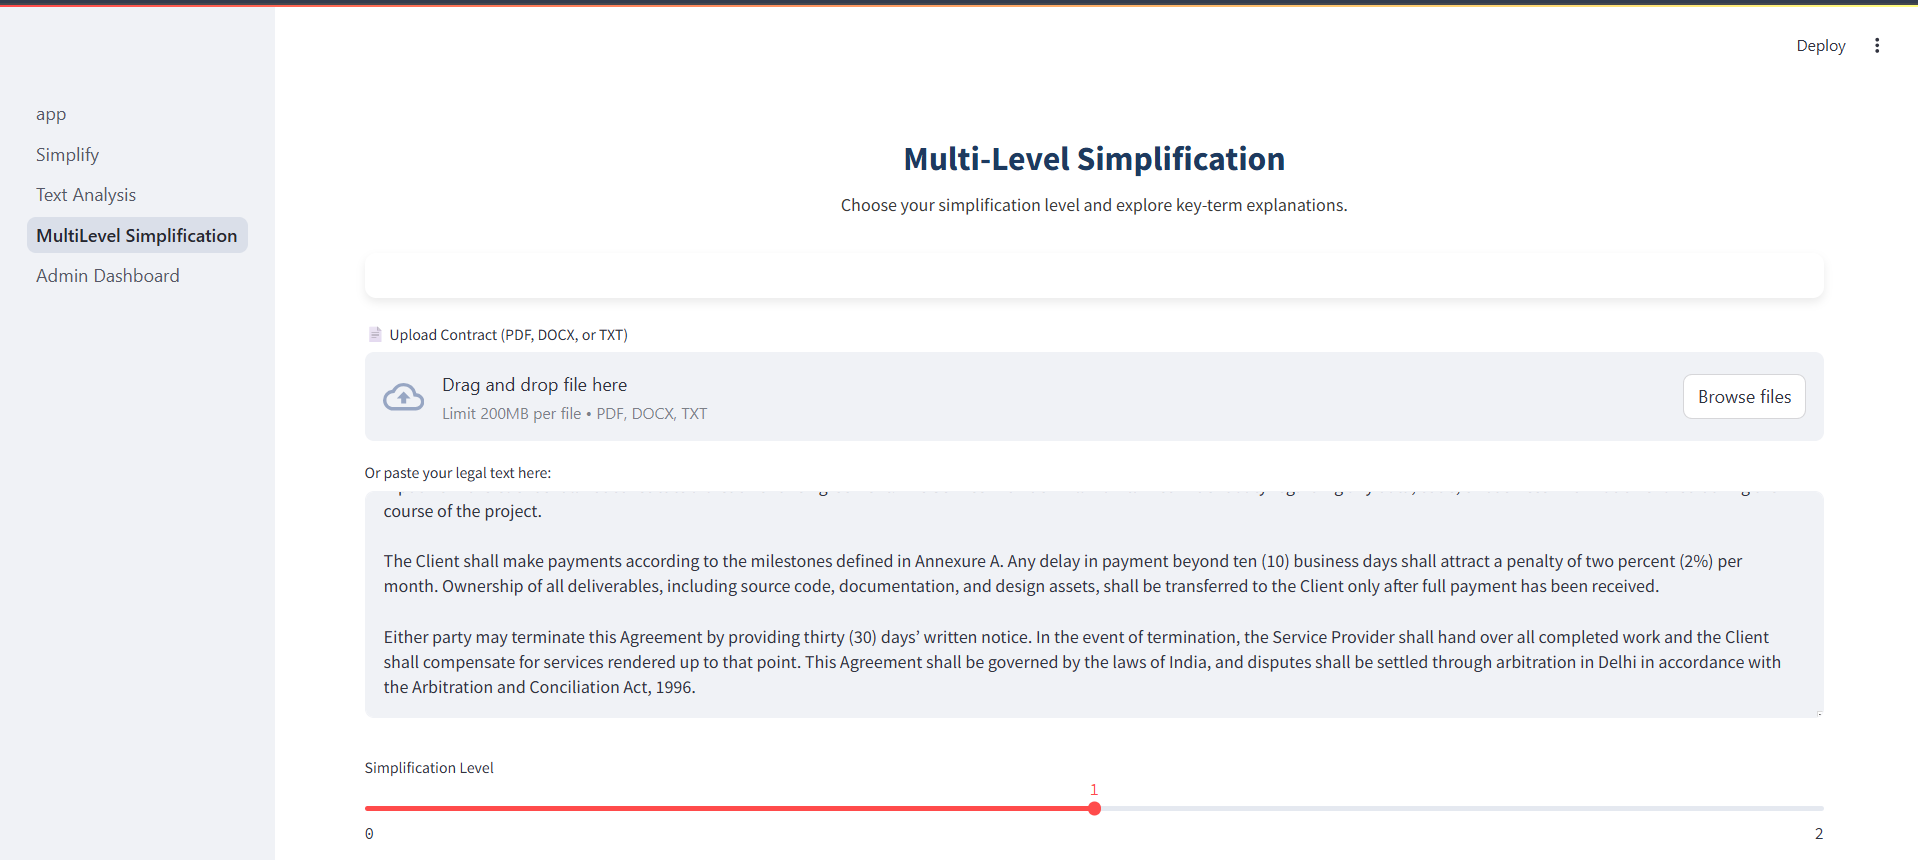 Deploy
app
Simplify
Text Analysis
MultiLevel Simplification
Admin Dashboard
Multi-Level Simplification
Choose your simplification level and explore key-term explanations.
Upload Contract (PDF, DOCX, or TXT)
Drag and drop file here
Limit 200MB per file • PDF, DOCX, TXT
Browse files
Or paste your legal text here:
course of the project.
The Client shall make payments according to the milestones defined in Annexure A. Any delay in payment beyond ten (10) business days shall attract a penalty of two percent (2%) per
month. Ownership of all deliverables, including source code, documentation, and design assets, shall be transferred to the Client only after full payment has been received.
Either party may terminate this Agreement by providing thirty (30) days’ written notice. In the event of termination, the Service Provider shall hand over all completed work and the Client
shall compensate for services rendered up to that point. This Agreement shall be governed by the laws of India, and disputes shall be settled through arbitration in Delhi in accordance with
the Arbitration and Conciliation Act, 1996.
Simplification Level
1
0
2